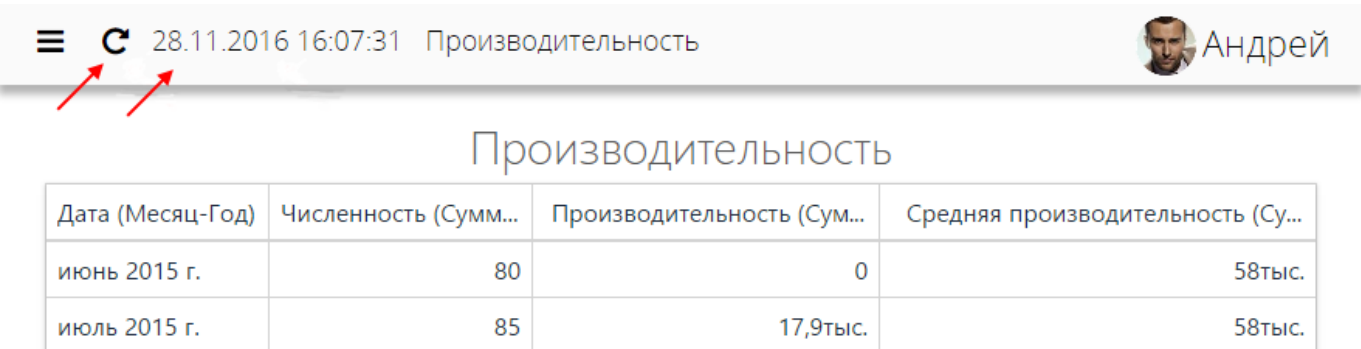 28.11.2016 16:07:31 Производительность Андрей
Производительность
Дата (Месяц-Год) Численность (Сумм... Производительность (Сум... Средняя производительность (Су...
июнь 2015 г. 80 0 58тыс.
июль 2015 г. 85 17,9тыс. 58тыс.